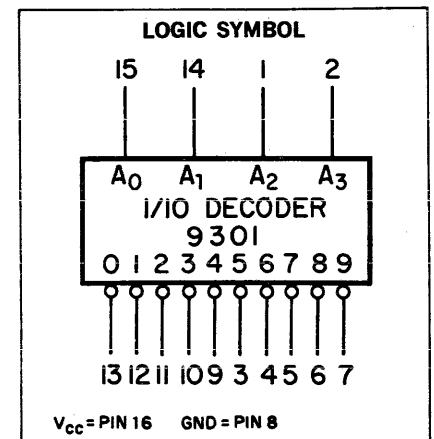 LOGIC SYMBOL
15 14 1 2
A0 A1 A2 A3
1/10 DECODER
9301
0 1 2 3 4 5 6 7 8 9
13 12 11 10 9 3 4 5 6 7
VCC = PIN 16 GND = PIN 8